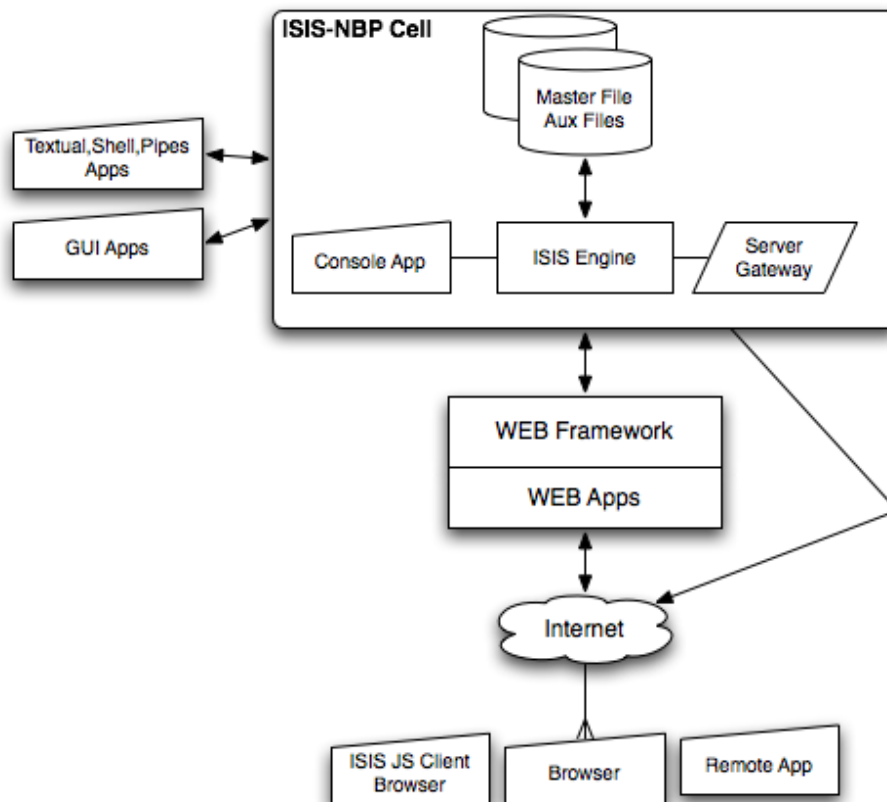 ISIS-NBP Cell
Master File
Aux Files
Textual,Shell,Pipes
Apps
GUI Apps
Console App
ISIS Engine
Server
Gateway
WEB Framework
WEB Apps
Internet
ISIS JS Client
Browser
Browser
Remote App